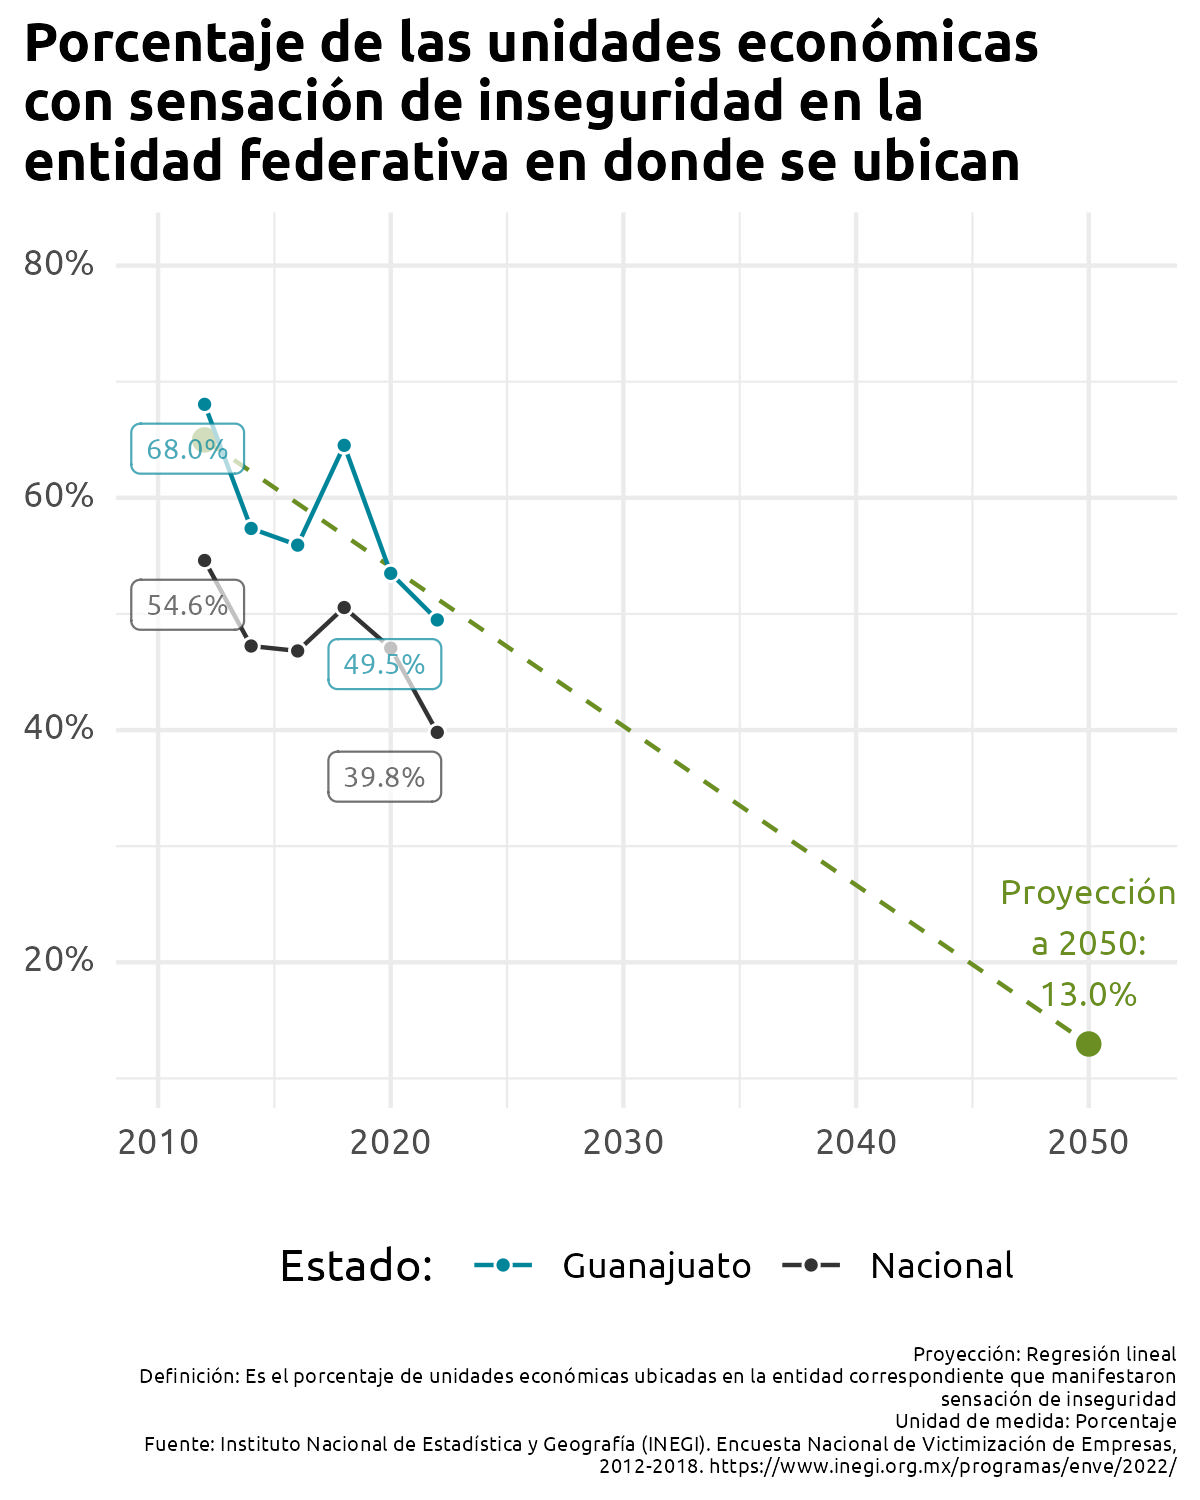 Porcentaje de las unidades económicas
con sensación de inseguridad en la
entidad federativa en donde se ubican
80%
60%
40%
20%
68.0%
54.6%
49.5%
39.8%
Proyección
a 2050:
13.0%
2010 2020 2030 2040 2050
Estado: Guanajuato Nacional
Proyección: Regresión lineal
Definición: Es el porcentaje de unidades económicas ubicadas en la entidad correspondiente que manifestaron
sensación de inseguridad
Unidad de medida: Porcentaje
Fuente: Instituto Nacional de Estadística y Geografía (INEGI). Encuesta Nacional de Victimización de Empresas,
2012-2018. https://www.inegi.org.mx/programas/enve/2022/